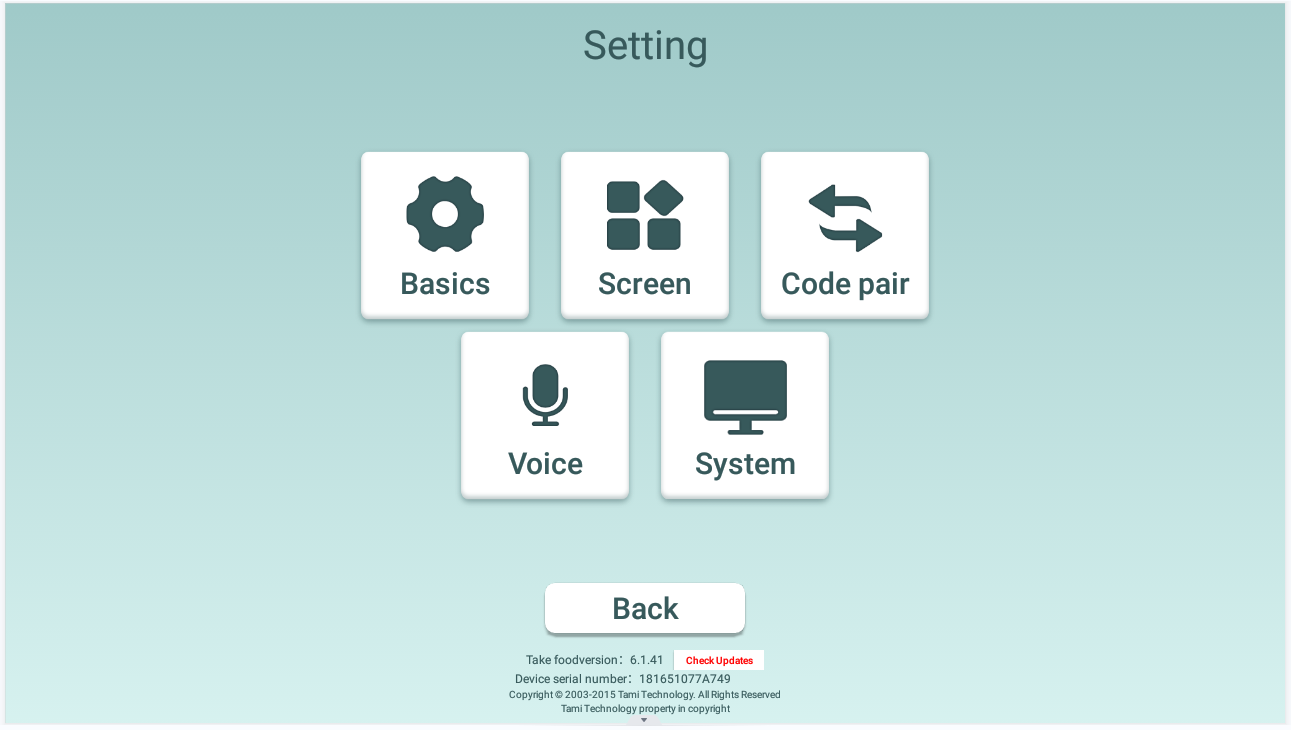 Setting
Basics
Screen
Code pair
Voice
System
Back
Take foodversion：6.1.41 Check Updates
Device serial number：181651077A749
Copyright © 2003-2015 Tami Technology. All Rights Reserved
Tami Technology property in copyright